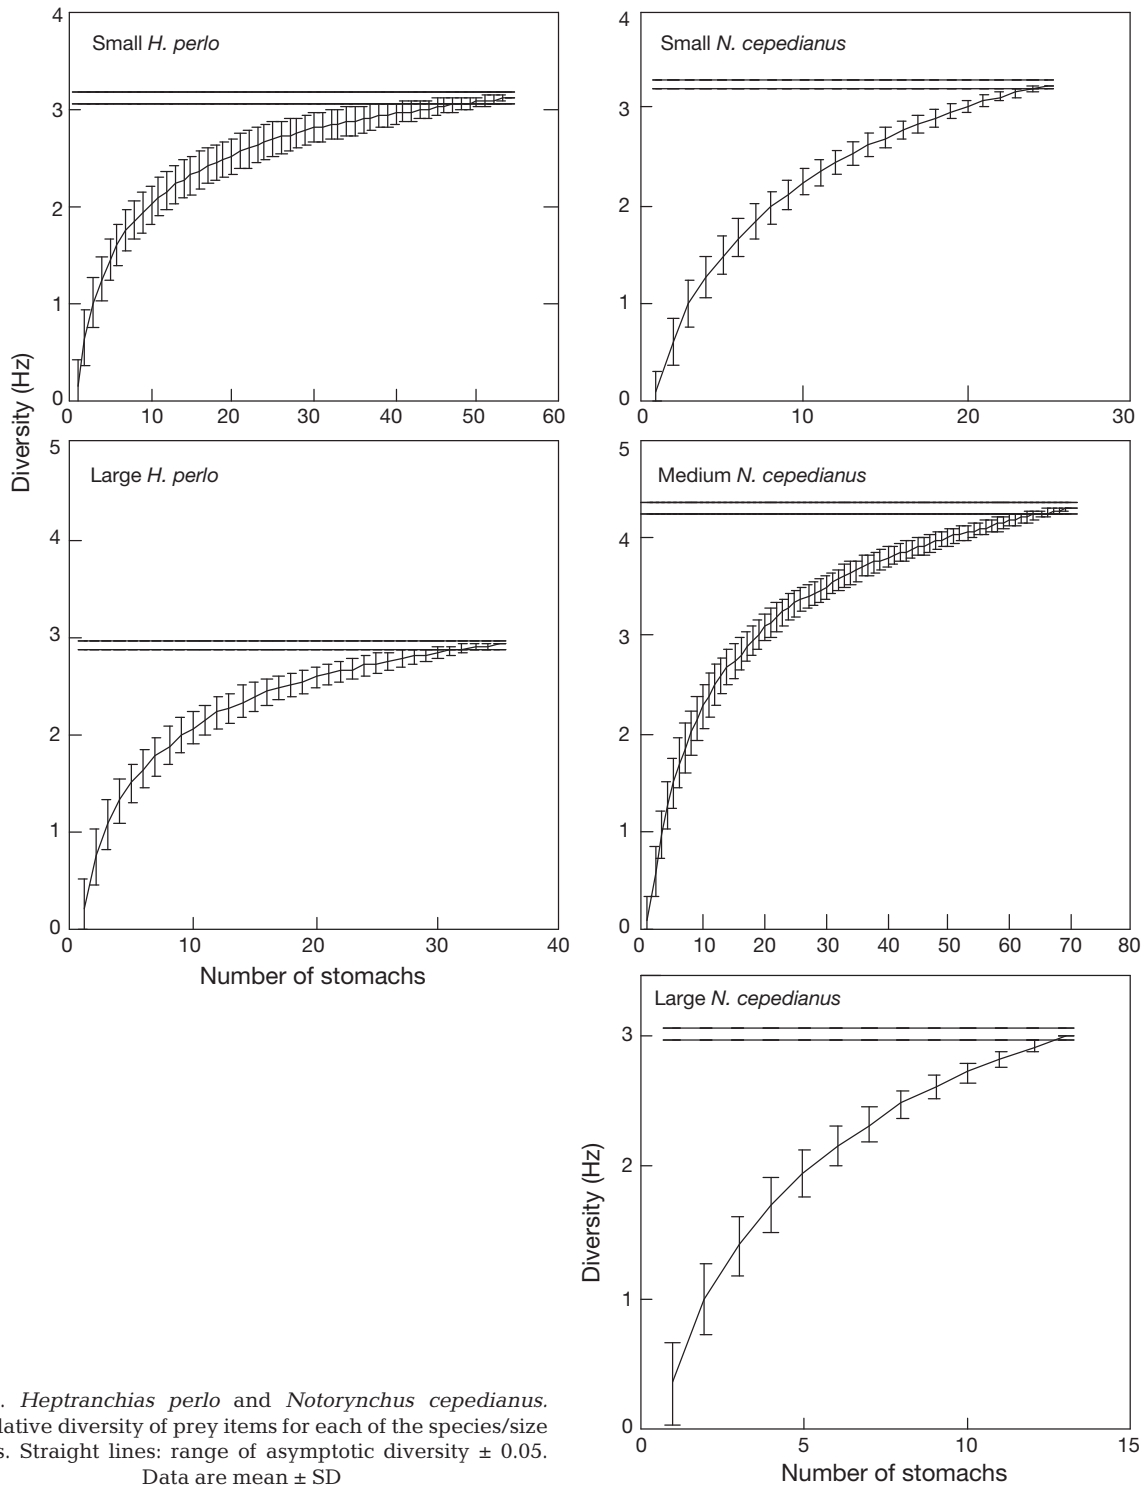 4
Small H. perlo
3
2
1
0
0 10 20 30 40 50 60
4
Small N. cepedianus
3
2
1
0
0 10 20 30
Diversity (Hz)
5
Large H. perlo
4
3
2
1
0
0 10 20 30 40
Number of stomachs
5
Medium N. cepedianus
4
3
2
1
0
0 10 20 30 40 50 60 70 80
Large N. cepedianus
3
2
1
0
0 5 10 15
Diversity (Hz)
Number of stomachs
. Heptranchias perlo and Notorynchus cepedianus.
lative diversity of prey items for each of the species/size
s. Straight lines: range of asymptotic diversity ± 0.05.
Data are mean ± SD